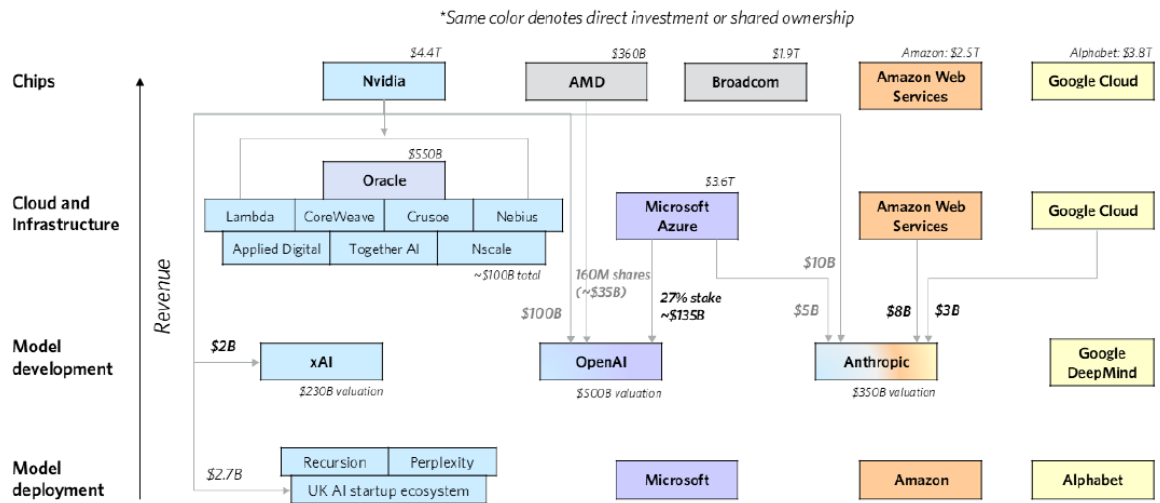 *Same color denotes direct investment or shared ownership
$4.4T
$360B
$1.9T
Amazon: $2.5T
Alphabet: $3.8T
Chips
Nvidia
AMD
Broadcom
Amazon Web
Services
Google Cloud
$550B
Oracle
$3.6T
Cloud and
Infrastructure
Lambda
CoreWeave
Crusoe
Nebius
Applied Digital
Together AI
Nscale
~$100B total
Microsoft
Azure
Amazon Web
Services
Google Cloud
Revenue
$100B
160M shares
(~$35B)
27% stake
~$135B
$10B
$5B
$8B
$3B
Model
development
$2B
xAI
$230B valuation
OpenAI
$500B valuation
Anthropic
$350B valuation
Google
DeepMind
Model
deployment
$2.7B
Recursion
Perplexity
UK AI startup ecosystem
Microsoft
Amazon
Alphabet